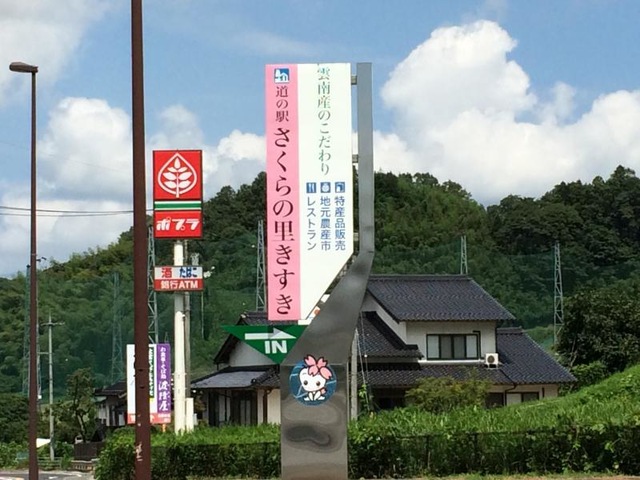 雲南産のこだわり
道の駅 さくらの里きすき
特産品販売
地元農産市
レストラン
IN
ポプラ
酒 たばこ
銀行ATM